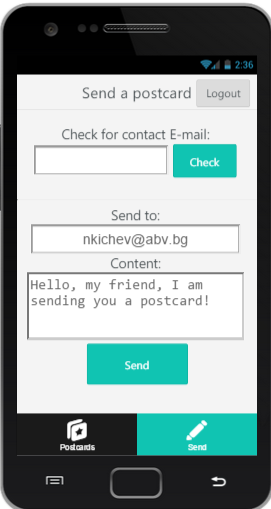 2:36
Send a postcard
Logout
Check for contact E-mail:
Check
Send to:
nkichev@abv.bg
Content:
Hello, my friend, I am
sending you a postcard!
Send
Postcards
Send